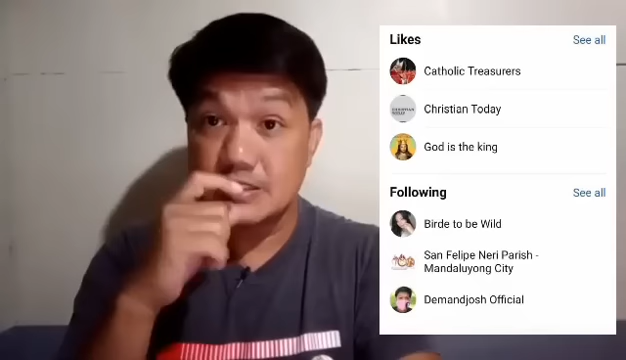 Likes
See all
Catholic Treasurers
Christian Today
God is the king
Following
See all
Birde to be Wild
San Felipe Neri Parish -
Mandaluyong City
Demandjosh Official